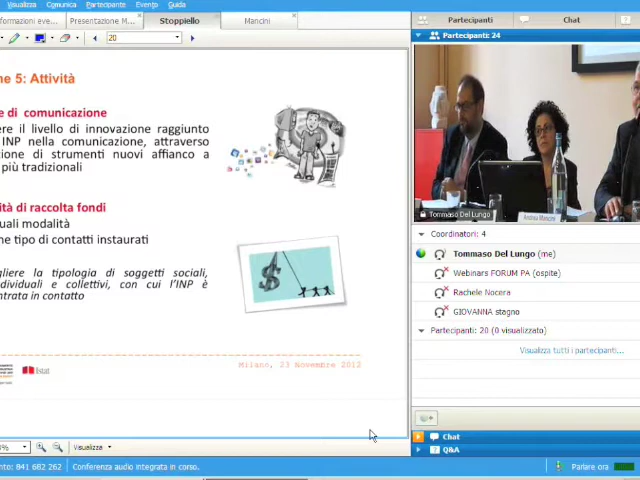 Visualizza Comunica Partecipante Evento Guida
formazioni eve... Presentazione M... Stoppiello Mancini Partecipanti Chat
20 Partecipanti: 24
ne 5: Attività
e di comunicazione
ere il livello di innovazione raggiunto
INP nella comunicazione, attraverso
zione di strumenti nuovi affianco a
più tradizionali
Tommaso Del Lungo Andrea Mancini
ità di raccolta fondi
uali modalità
he tipo di contatti instaurati
gliere la tipologia di soggetti sociali,
dividuali e collettivi, con cui l'INP è
ntrata in contatto
Milano, 23 Novembre 2012
Istat
Coordinatori: 4
Tommaso Del Lungo (me)
Webinars FORUM PA (ospite)
Rachele Nocera
GIOVANNA stagno
Partecipanti: 20 (0 visualizzato)
Visualizza tutti i partecipanti...
Visualizza
Chat
Q&A
nto: 841 682 262 Conferenza audio integrata in corso. Parlare ora